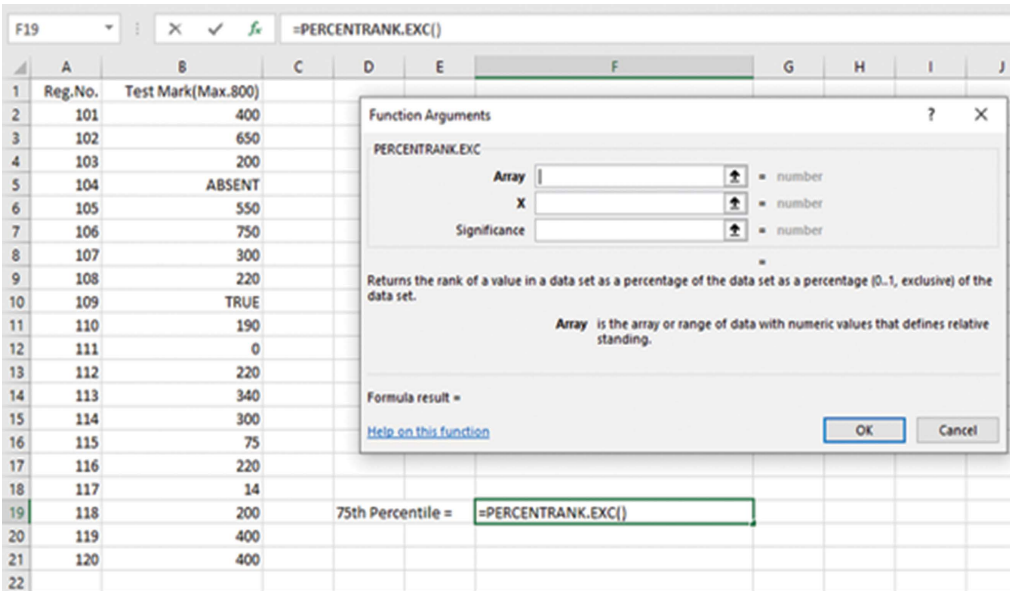 F19 =PERCENTRANK.EXC()
A B C D E F G H I J
1 Reg.No. Test Mark(Max.800)
2 101 400
3 102 650
4 103 200
5 104 ABSENT
6 105 550
7 106 750
8 107 300
9 108 220
10 109 TRUE
11 110 190
12 111 0
13 112 220
14 113 340
15 114 300
16 115 75
17 116 220
18 117 14
19 118 200 75th Percentile = =PERCENTRANK.EXC()
20 119 400
21 120 400
22
Function Arguments ? X
PERCENTRANK.EXC
Array = number
X = number
Significance = number
=
Returns the rank of a value in a data set as a percentage of the data set as a percentage (0..1, exclusive) of the
data set.
Array is the array or range of data with numeric values that defines relative
standing.
Formula result =
Help on this function OK Cancel